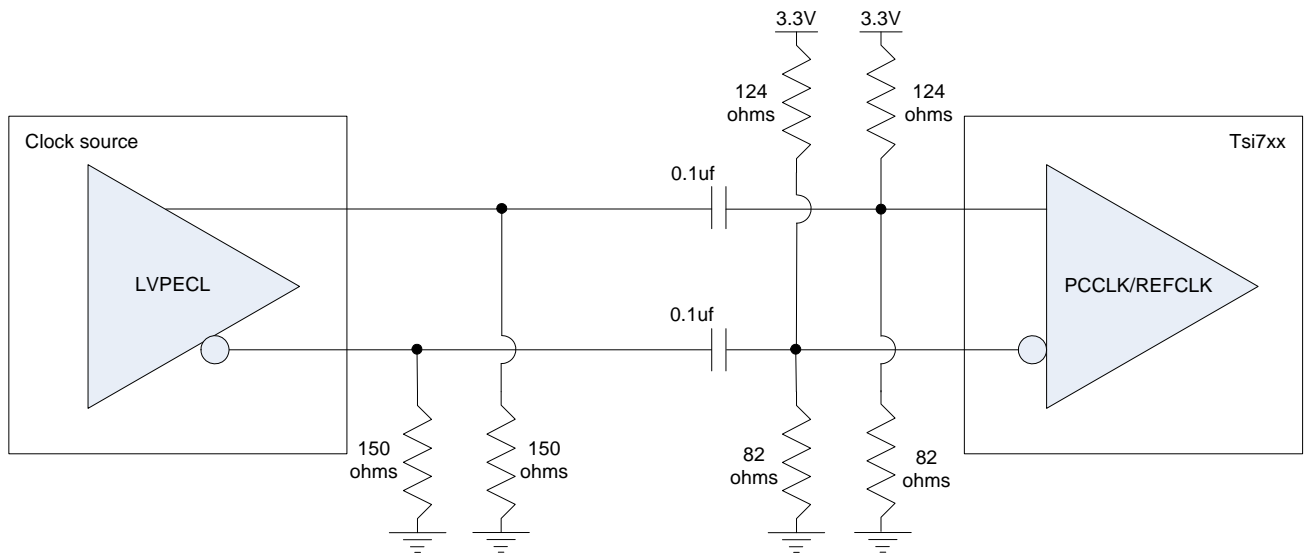 3.3V
3.3V
124
ohms
124
ohms
Clock source
Tsi7xx
0.1uf
LVPECL
PCCLK/REFCLK
0.1uf
150
ohms
150
ohms
82
ohms
82
ohms